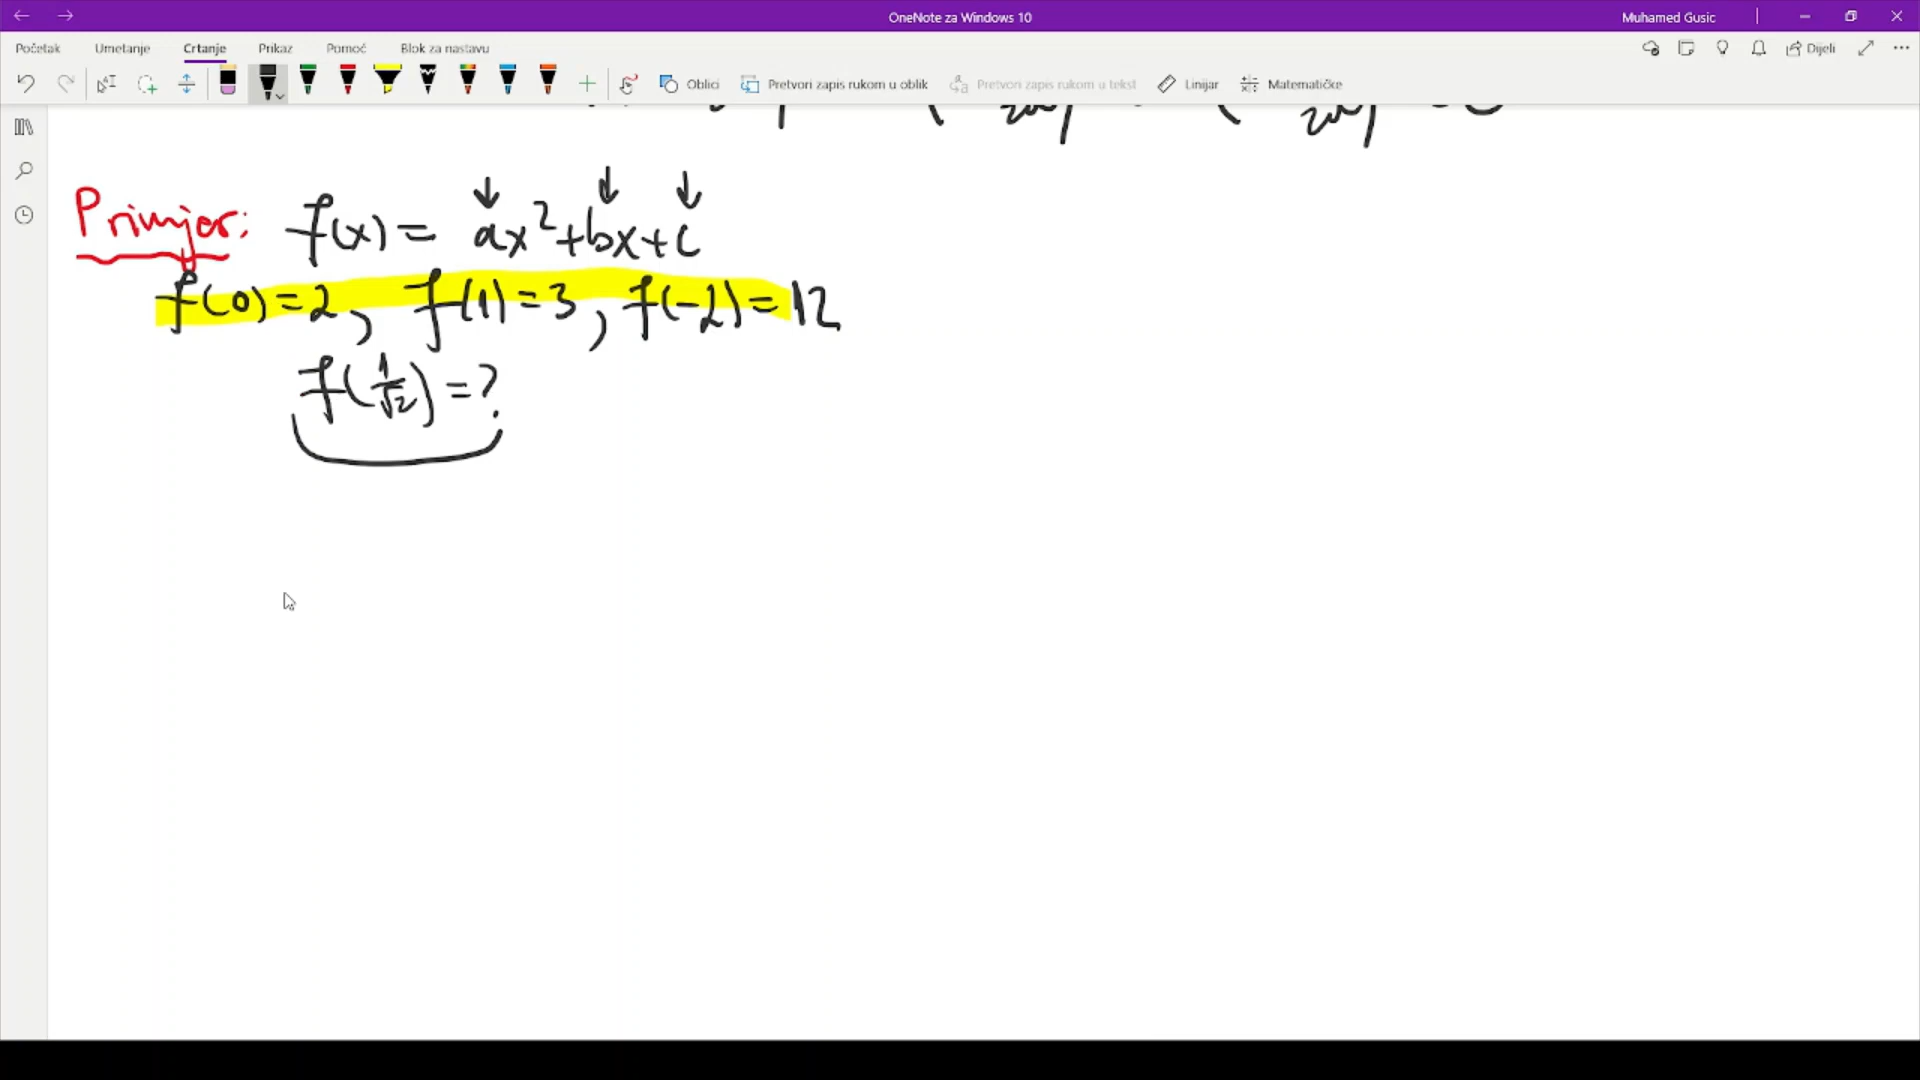 OneNote za Windows 10
Muhamed Gusic
Početak Umetanje Crtanje Prikaz Pomoć Blok za nastavu
Dijeli
Oblici Pretvori zapis rukom u oblik Pretvori zapis rukom u tekst Linijar Matematičke
Primjer: f(x) = ax²+bx+c
f(0)=2, f(1)=3, f(-2)=12
f(1/√2)=?